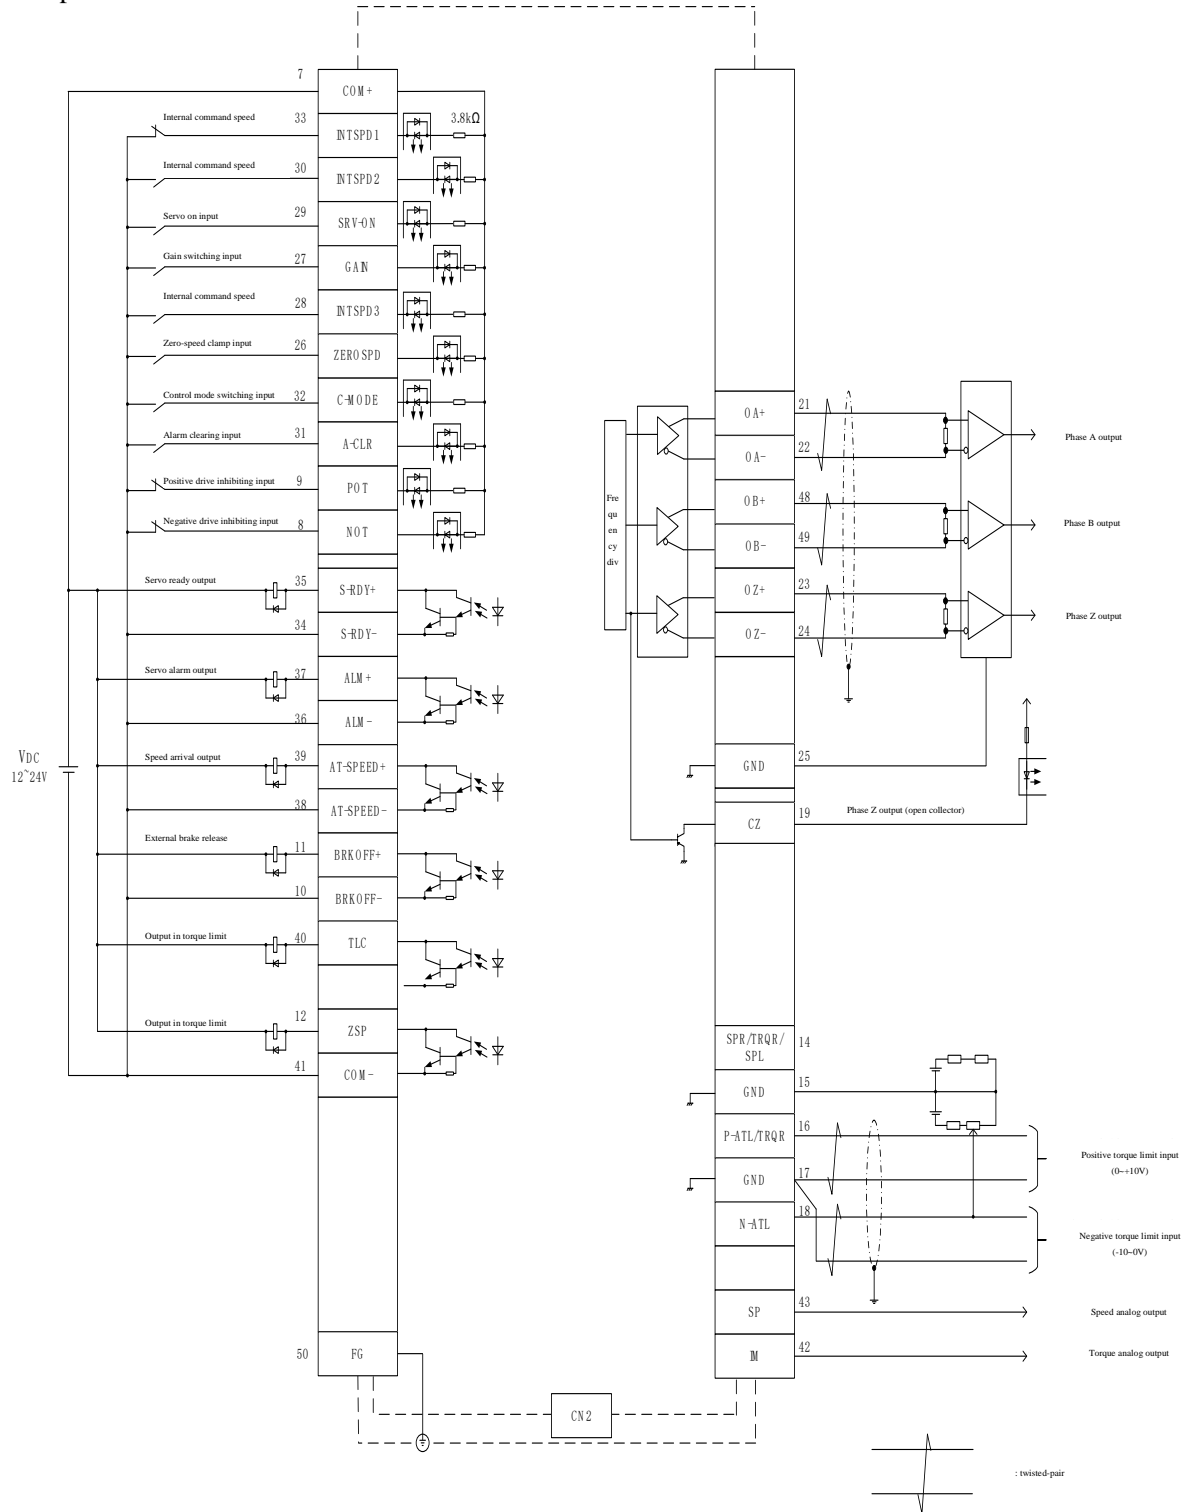 7
COM+
Internal command speed
33
INTSPD1
3.8kΩ
Internal command speed
30
INTSPD2
Servo on input
29
SRV-ON
Gain switching input
27
GAIN
Internal command speed
28
INTSPD3
Zero-speed clamp input
26
ZEROSPD
Control mode switching input
32
C-MODE
Alarm clearing input
31
A-CLR
Positive drive inhibiting input
9
POT
Negative drive inhibiting input
8
NOT
Servo ready output
35
S-RDY+
34
S-RDY-
Servo alarm output
37
ALM+
36
ALM-
VDC
12~24V
Speed arrival output
39
AT-SPEED+
38
AT-SPEED-
External brake release
11
BRKOFF+
10
BRKOFF-
Output in torque limit
40
TLC
Output in torque limit
12
ZSP
41
COM-
50
FG
Fre
qu
en
cy
div
OA+
21
OA-
22
Phase A output
OB+
48
OB-
49
Phase B output
OZ+
23
OZ-
24
Phase Z output
GND
25
CZ
19
Phase Z output (open collector)
SPR/TRQR/
SPL
14
GND
15
P-ATL/TRQR
16
GND
17
Positive torque limit input
(0~+10V)
N-ATL
18
Negative torque limit input
(-10~0V)
SP
43
Speed analog output
IM
42
Torque analog output
CN2
: twisted-pair